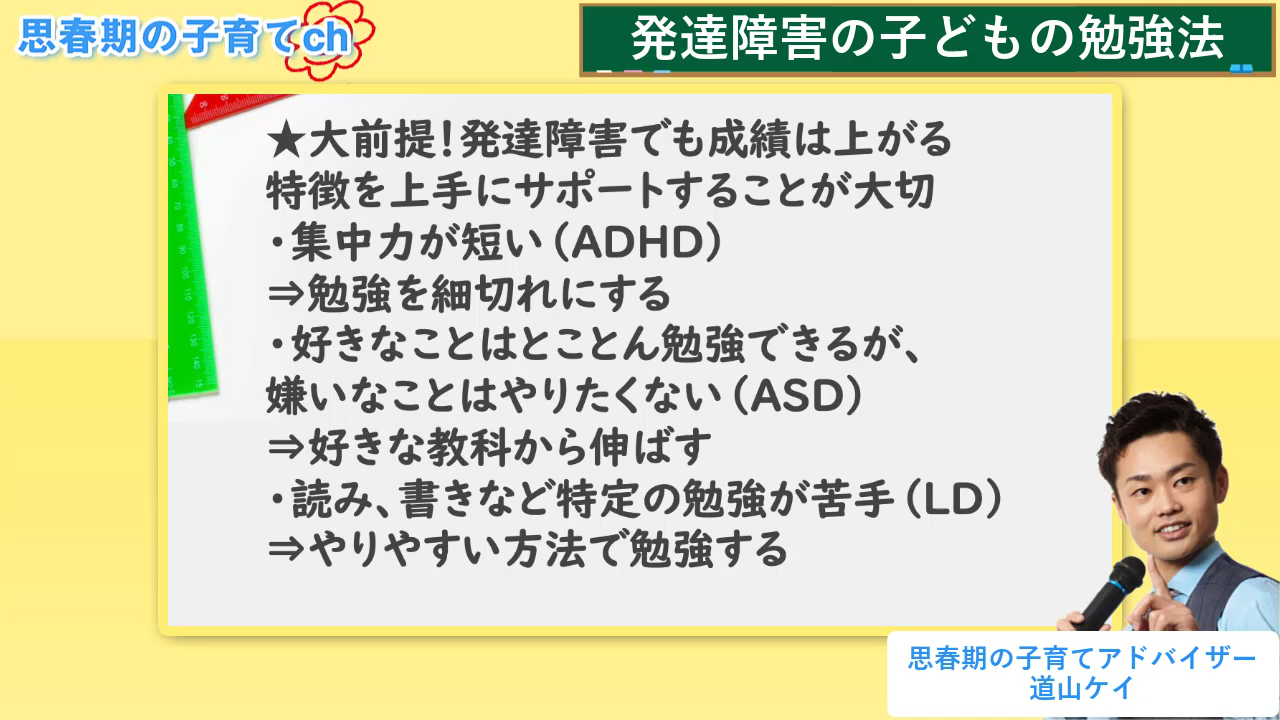 思春期の子育てch
発達障害の子どもの勉強法
★大前提!発達障害でも成績は上がる
特徴を上手にサポートすることが大切
・集中力が短い(ADHD)
⇒勉強を細切れにする
・好きなことはとことん勉強できるが、
嫌いなことはやりたくない(ASD)
⇒好きな教科から伸ばす
・読み、書きなど特定の勉強が苦手(LD)
⇒やりやすい方法で勉強する
思春期の子育てアドバイザー
道山ケイ